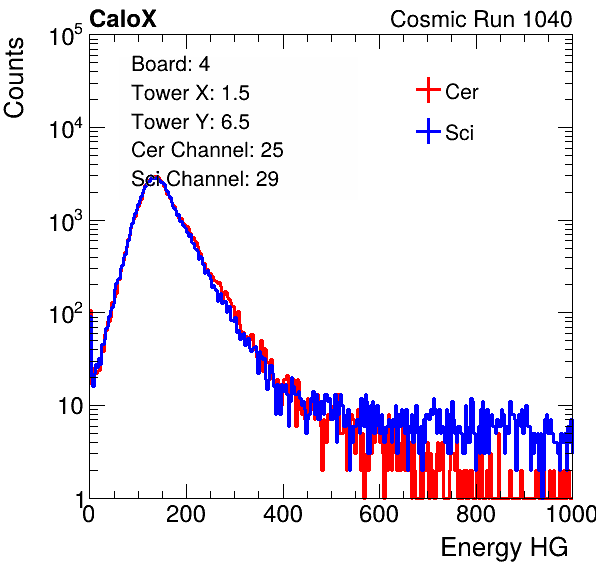 CaloX Cosmic Run 1040
Counts
10^5
10^4
10^3
10^2
10
1
Board: 4
Tower X: 1.5
Tower Y: 6.5
Cer Channel: 25
Sci Channel: 29
Cer
Sci
0 200 400 600 800 1000
Energy HG